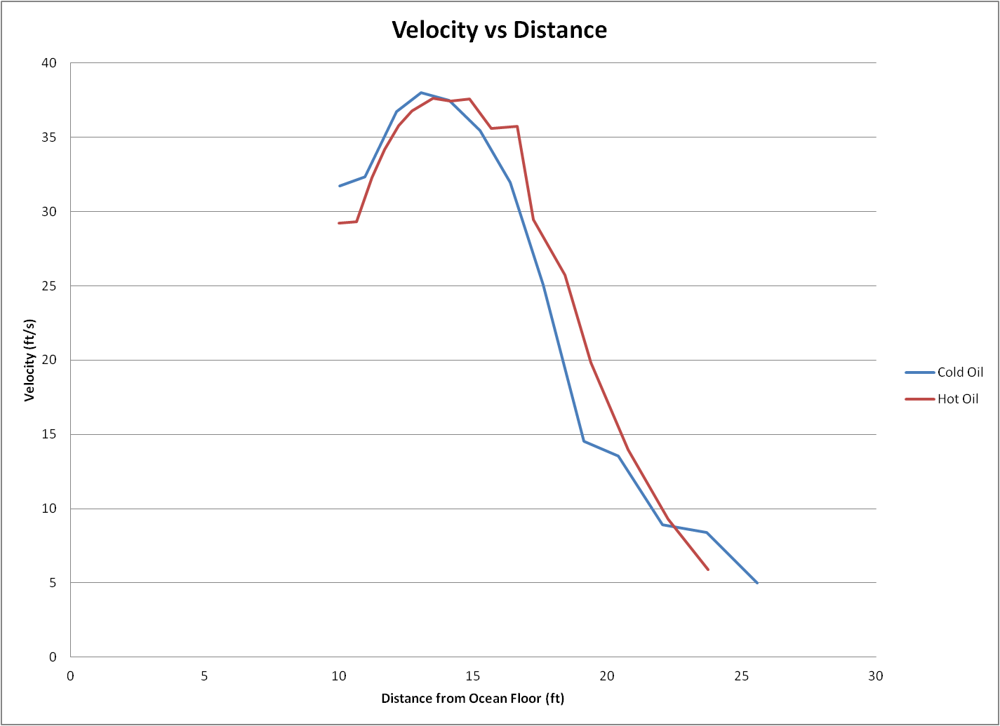 Velocity vs Distance
40
35
30
25
20
15
10
5
0
Velocity (ft/s)
0 5 10 15 20 25 30
Distance from Ocean Floor (ft)
Cold Oil
Hot Oil